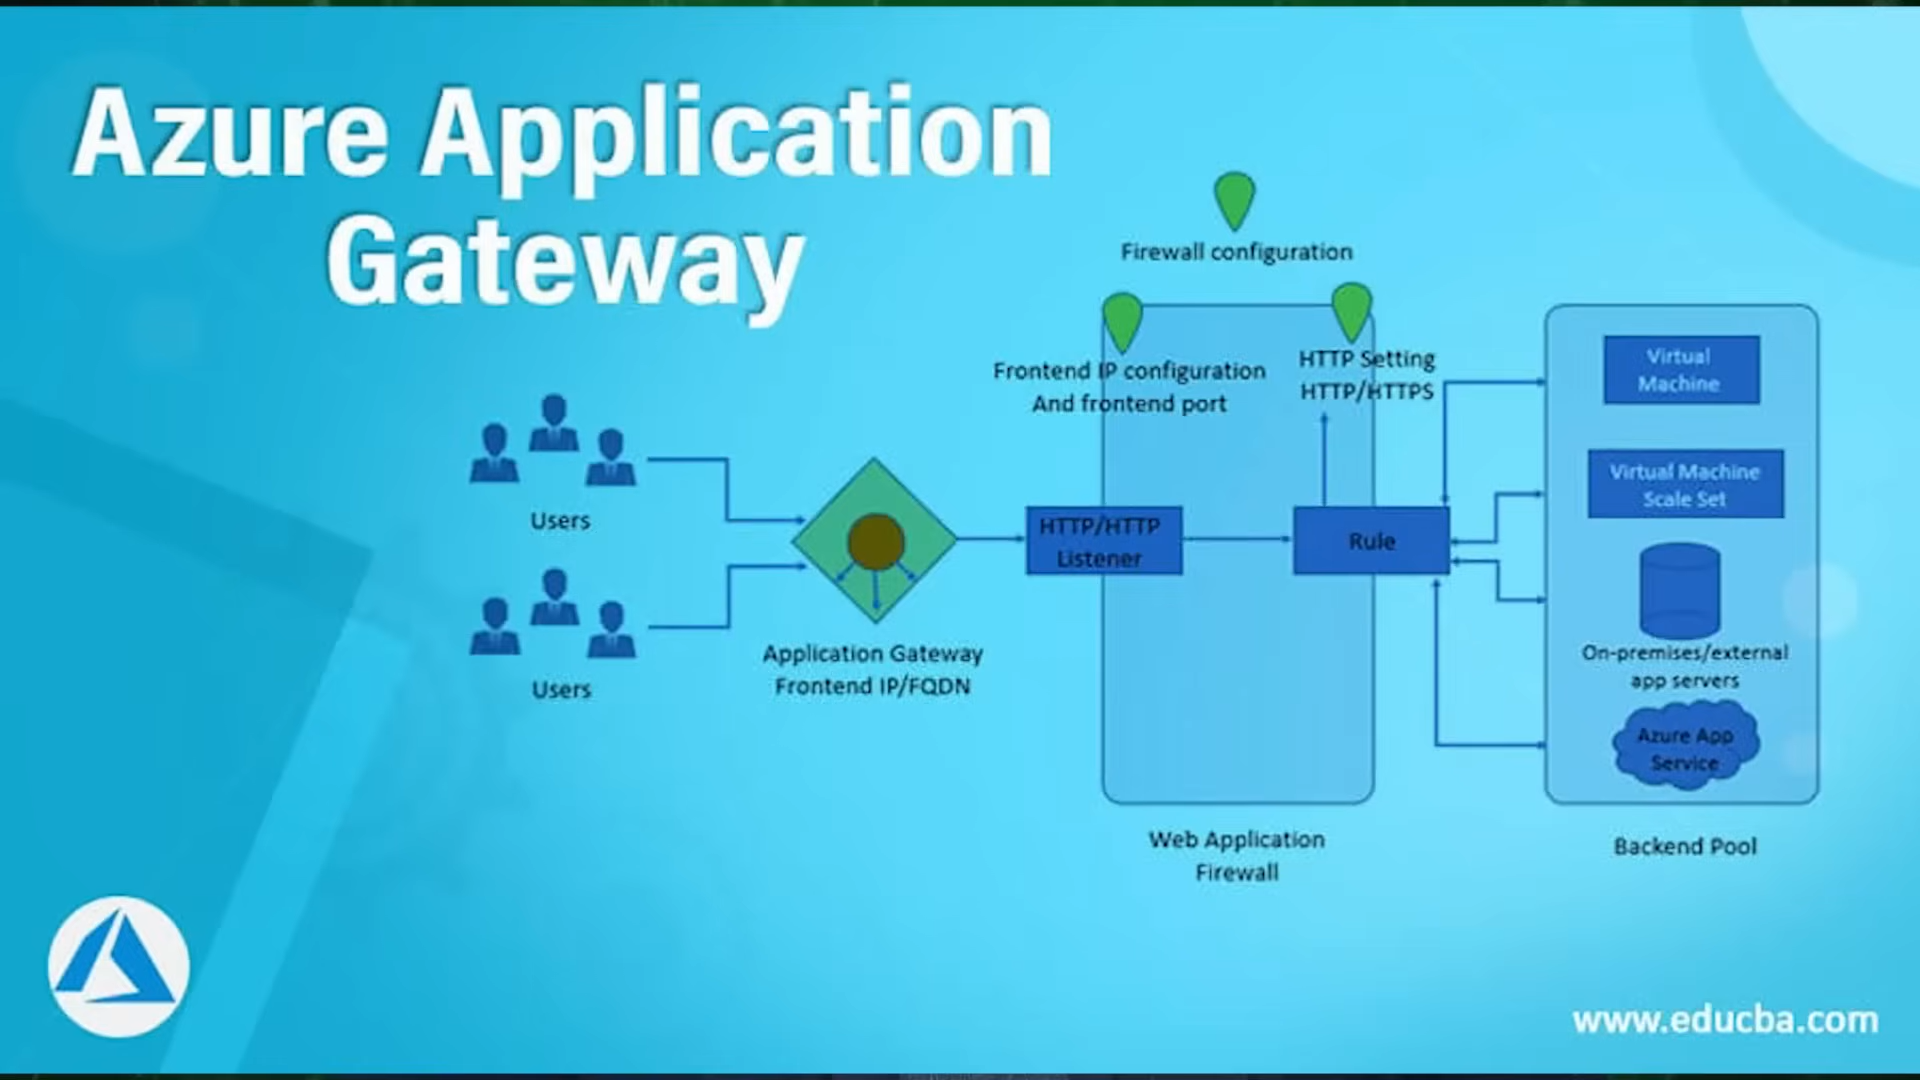 Azure Application
Gateway
Firewall configuration
Frontend IP configuration
And frontend port
HTTP Setting
HTTP/HTTPS
Users
Users
Application Gateway
Frontend IP/FQDN
HTTP/HTTP
Listener
Rule
Web Application
Firewall
Virtual
Machine
Virtual Machine
Scale Set
On-premises/external
app servers
Azure App
Service
Backend Pool
www.educba.com